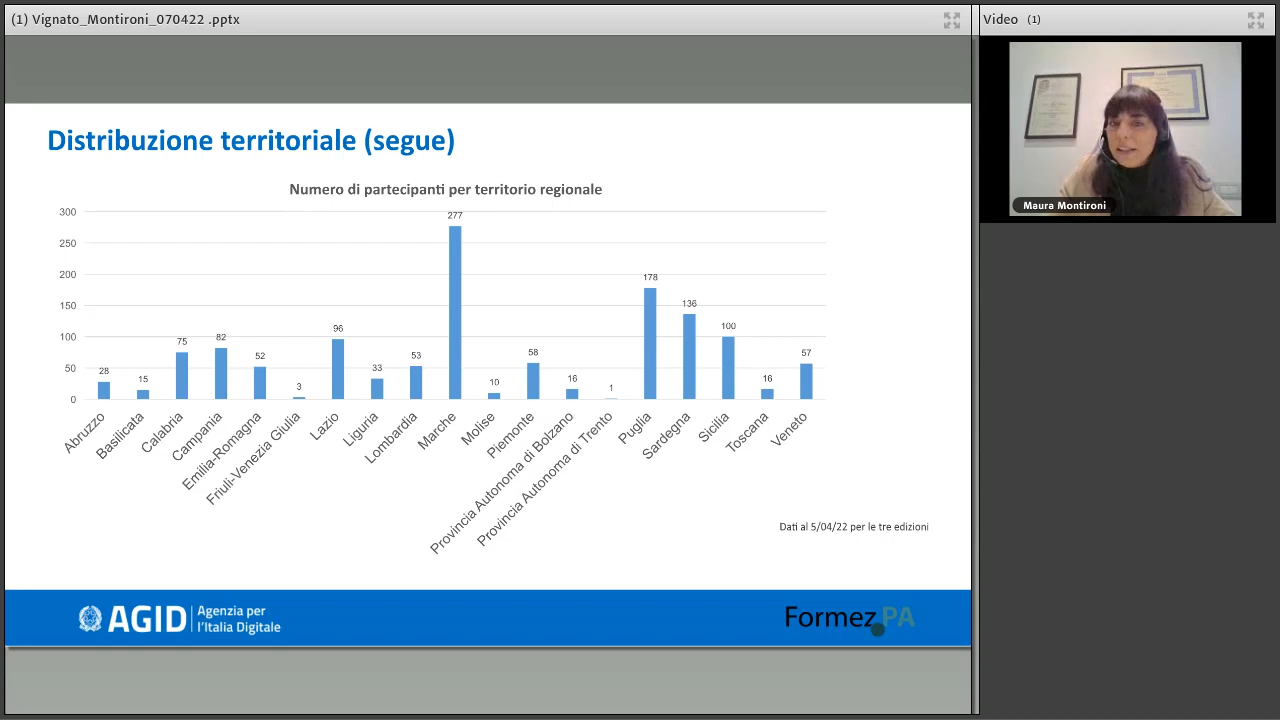 (1) Vignato_Montironi_070422 .pptx
Video (1)
Maura Montironi
Distribuzione territoriale (segue)
Numero di partecipanti per territorio regionale
300
250
200
150
100
50
0
28
15
75
82
52
3
96
33
53
277
10
58
16
1
178
136
100
16
57
Abruzzo
Basilicata
Calabria
Campania
Emilia-Romagna
Friuli-Venezia Giulia
Lazio
Liguria
Lombardia
Marche
Molise
Piemonte
Provincia Autonoma di Bolzano
Provincia Autonoma di Trento
Puglia
Sardegna
Sicilia
Toscana
Veneto
Dati al 5/04/22 per le tre edizioni
AGID
Agenzia per
l'Italia Digitale
Formez PA